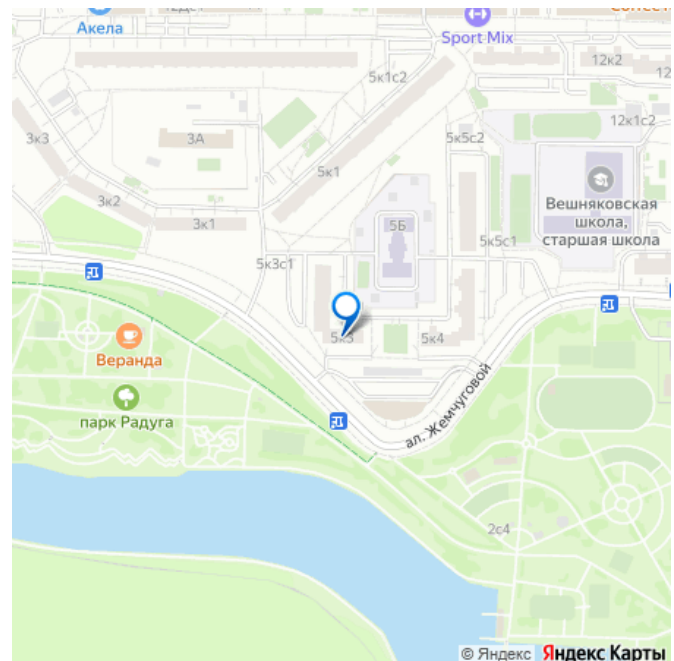 Акела
Sport Mix
12к2
5к1с2
12к1с2
3к3
3А
5к5с2
5к1
3к2
Вешняковская
школа,
старшая школа
3к1
5Б
5к5с1
5к3с1
5к3
5к4
Веранда
парк Радуга
ал. Жемчуговой
2с4
© Яндекс Яндекс Карты